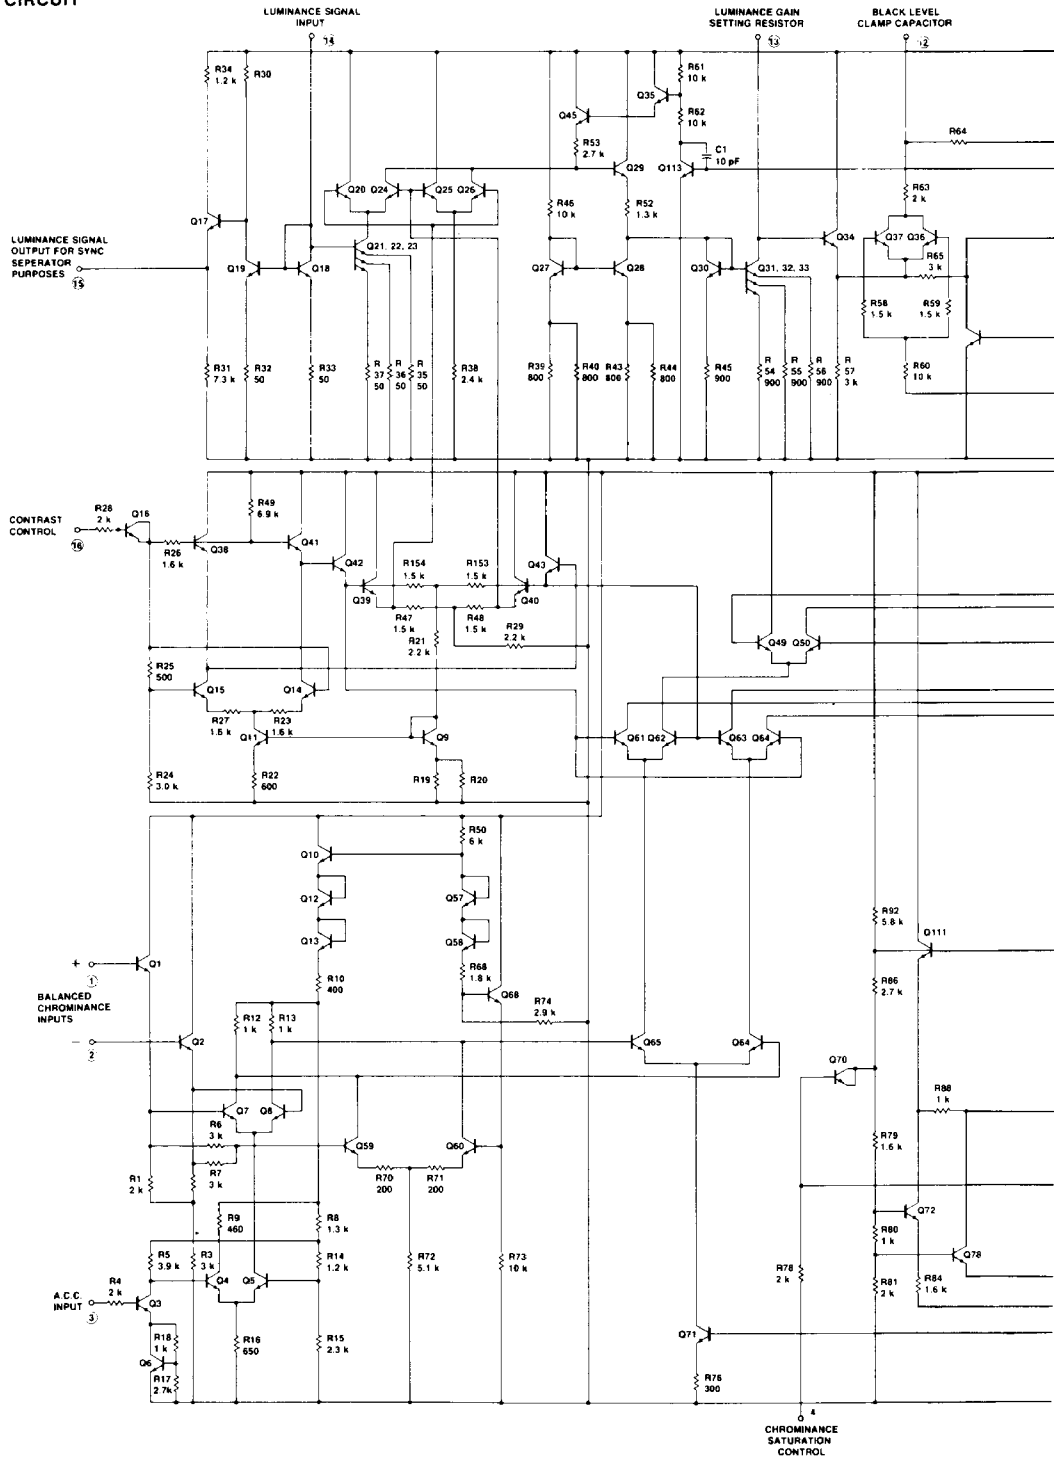 CIRCUIT
LUMINANCE SIGNAL
INPUT
14
LUMINANCE GAIN
SETTING RESISTOR
13
BLACK LEVEL
CLAMP CAPACITOR
12
R34
1.2 k
R30
Q35
R61
10 k
Q45
R62
10 k
R53
2.7 k
C1
10 pF
R64
Q20
Q24
Q25
Q26
Q29
Q113
R46
10 k
R52
1.3 k
R63
2 k
Q17
Q37
Q36
Q34
R65
3 k
LUMINANCE SIGNAL
OUTPUT FOR SYNC
SEPERATOR
PURPOSES
15
Q19
Q18
Q21, 22, 23
Q27
Q28
Q30
Q31, 32, 33
R58
1.5 k
R59
1.5 k
R31
7.3 k
R32
50
R33
50
R
37
50
R
36
50
R
35
50
R38
2.4 k
R39
800
R40
800
R43
800
R44
800
R45
900
R
54
900
R
55
900
R
56
900
R
57
3 k
R60
10 k
CONTRAST
CONTROL
16
R28
2 k
Q16
R26
1.6 k
Q38
R49
6.9 k
Q41
Q42
Q39
R154
1.5 k
R153
1.5 k
Q43
Q40
R47
1.5 k
R48
1.5 k
R21
2.2 k
R29
2.2 k
Q49
Q50
R25
500
Q15
Q14
R27
1.6 k
R23
1.6 k
Q11
Q9
Q61
Q62
Q63
Q64
R24
3.0 k
R22
600
R19
R20
R50
6 k
Q10
Q12
Q57
Q13
Q58
R92
5.8 k
Q111
+
1
Q1
R10
400
R68
1.8 k
Q68
R86
2.7 k
BALANCED
CHROMINANCE
INPUTS
R12
1 k
R13
1 k
R74
2.9 k
−
2
Q2
Q65
Q64
Q70
Q7
Q8
R88
1 k
R6
3 k
Q59
Q60
R79
1.6 k
R7
3 k
R1
2 k
R70
200
R71
200
R9
460
R8
1.3 k
Q72
R80
1 k
R5
3.9 k
R3
3 k
R14
1.2 k
R72
5.1 k
R73
10 k
Q78
A.C.C.
INPUT
3
R4
2 k
Q3
Q4
Q5
R78
2 k
R81
2 k
R84
1.6 k
R18
1 k
R16
650
R15
2.3 k
Q71
Q6
R17
2.7k
R76
300
4
CHROMINANCE
SATURATION
CONTROL